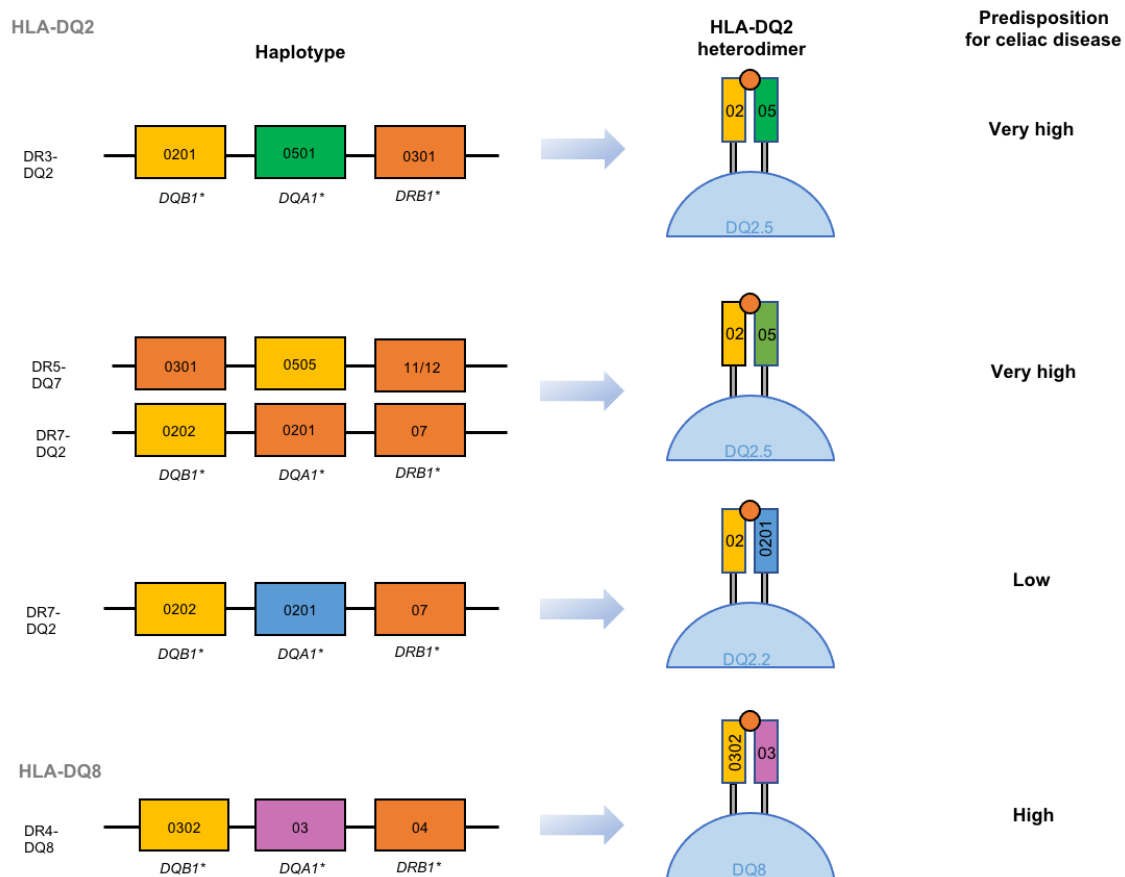 HLA-DQ2
Haplotype
HLA-DQ2
heterodimer
Predisposition
for celiac disease
DR3-
DQ2
0201
0501
0301
DQB1*
DQA1*
DRB1*
02
05
DQ2.5
Very high
DR5-
DQ7
0301
0505
11/12
DR7-
DQ2
0202
0201
07
DQB1*
DQA1*
DRB1*
02
05
DQ2.5
Very high
DR7-
DQ2
0202
0201
07
DQB1*
DQA1*
DRB1*
02
0201
DQ2.2
Low
HLA-DQ8
DR4-
DQ8
0302
03
04
DQB1*
DQA1*
DRB1*
0302
03
DQ8
High